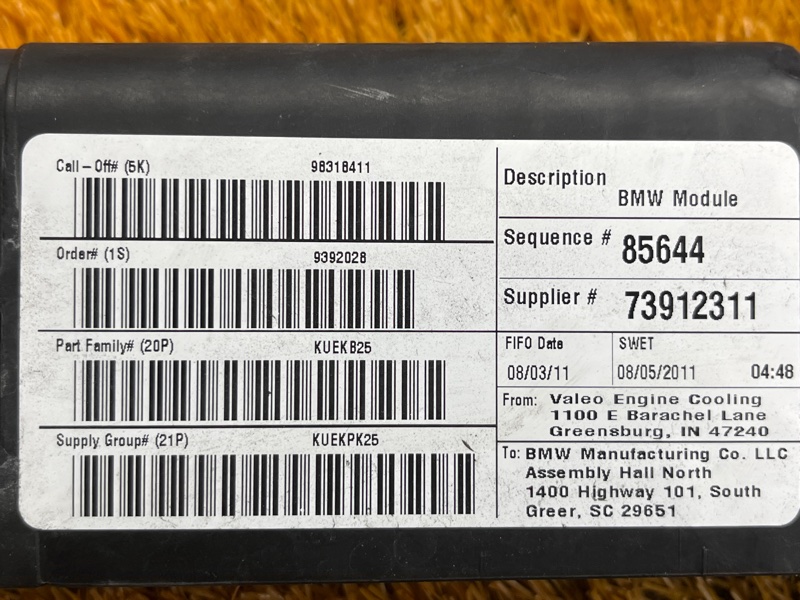 Call-Off# (5K) 98318411
Order# (1S) 9392028
Part Family# (20P) KUEKB25
Supply Group# (21P) KUEKPK25
Description
BMW Module
Sequence # 85644
Supplier # 73912311
FIFO Date SWET
08/03/11 08/05/2011 04:48
From: Valeo Engine Cooling
1100 E Barachel Lane
Greensburg, IN 47240
To: BMW Manufacturing Co. LLC
Assembly Hall North
1400 Highway 101, South
Greer, SC 29651